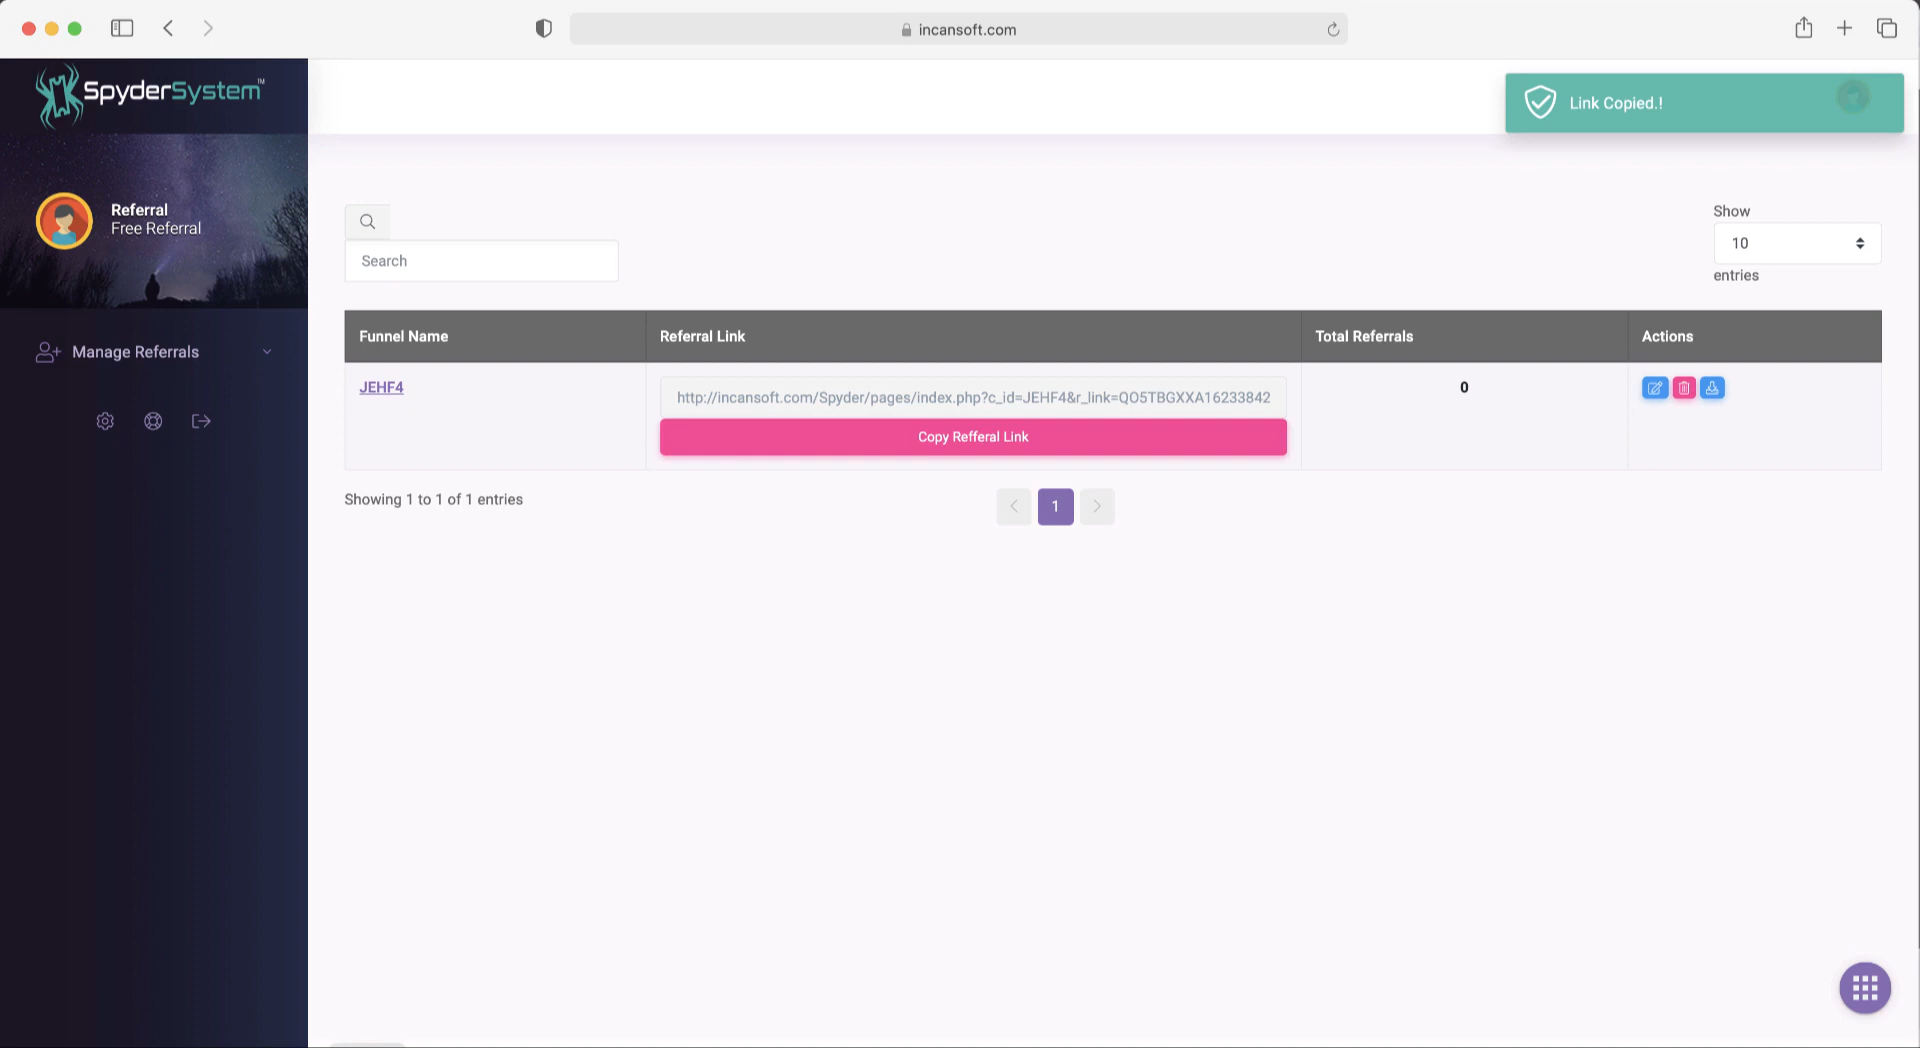 incansoft.com
SpyderSystem™
Link Copied.!
Referral
Free Referral
Manage Referrals
Search
Show
10
entries
Funnel Name Referral Link Total Referrals Actions
JEHF4 http://incansoft.com/Spyder/pages/index.php?c_id=JEHF4&r_link=QO5TBGXXA16233842 0
Copy Refferal Link
Showing 1 to 1 of 1 entries
1